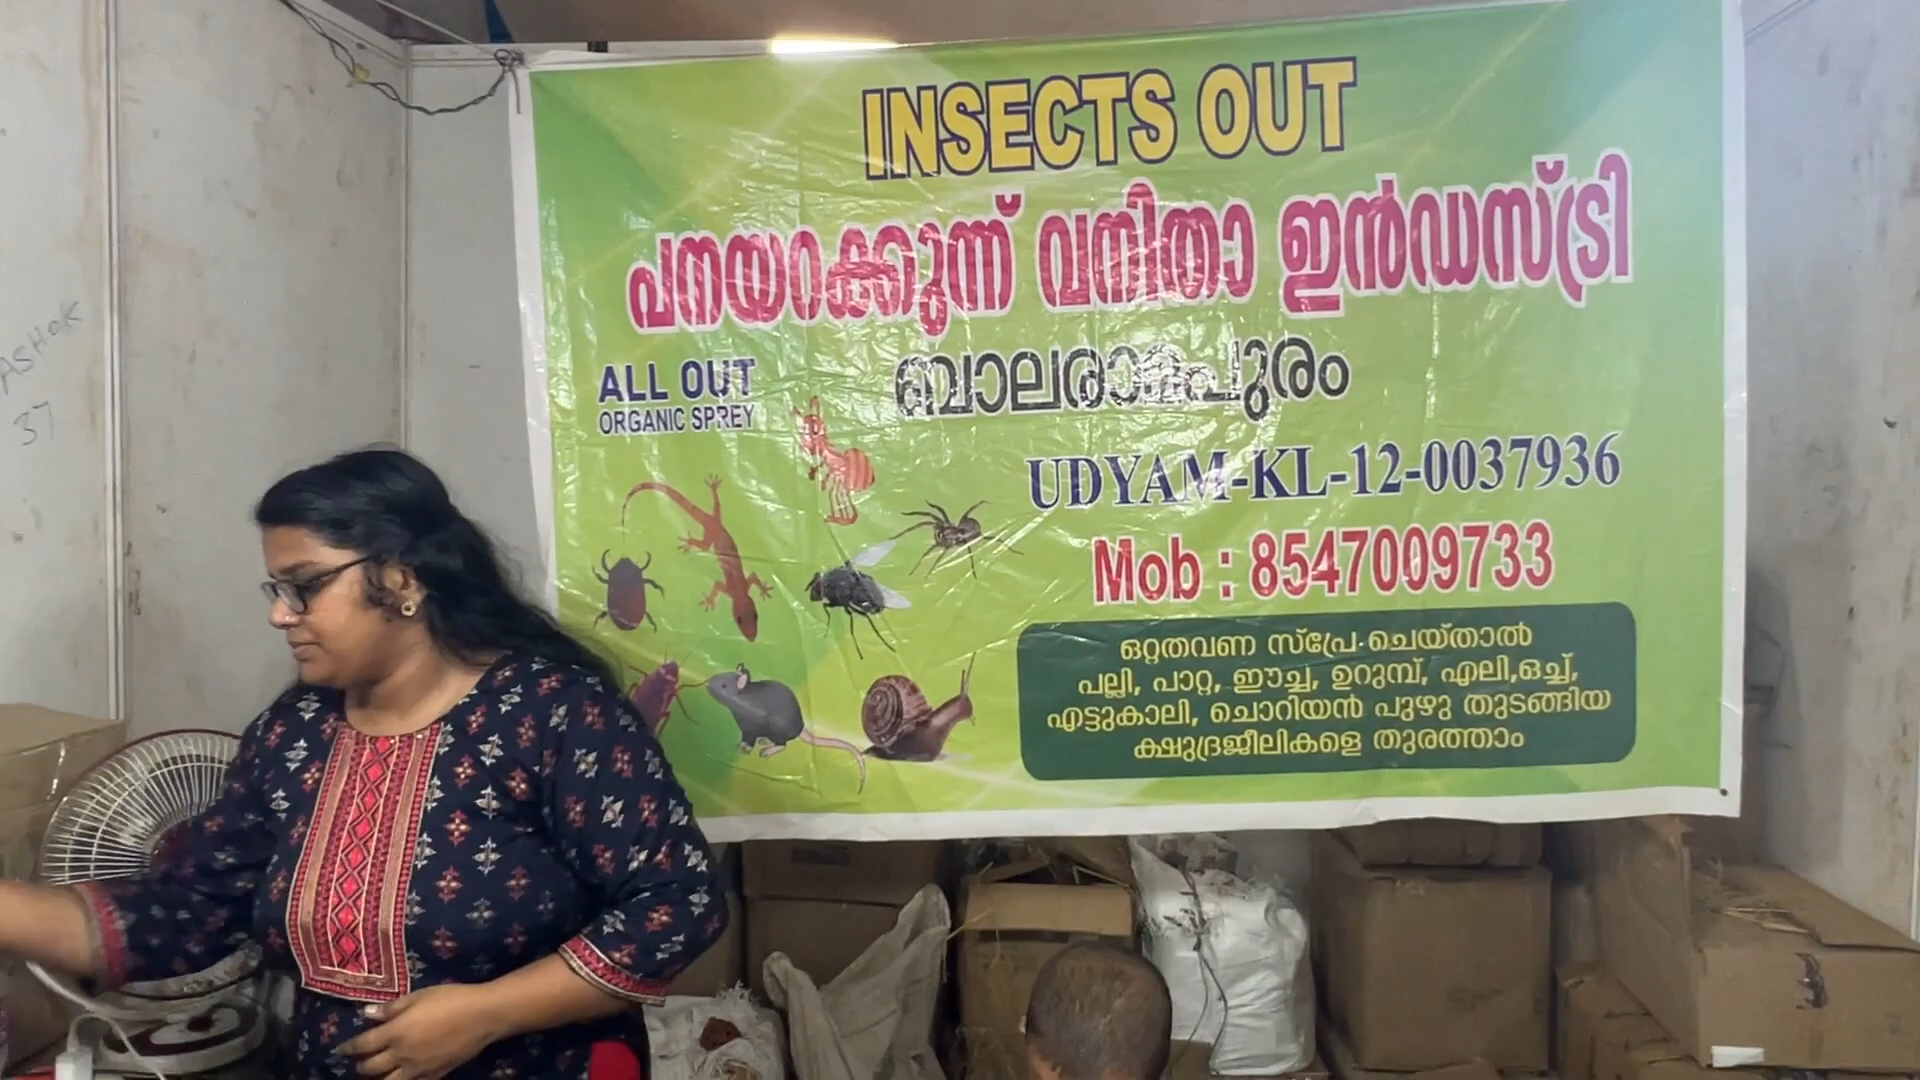 INSECTS OUT
പനയറക്കുന്ന് വനിതാ ഇൻഡസ്ട്രി
ബാലരാമപുരം
ALL OUT
ORGANIC SPREY
UDYAM-KL-12-0037936
Mob : 8547009733
ഒറ്റതവണ സ്പ്രേ ചെയ്താൽ
പല്ലി, പാറ്റ, ഈച്ച, ഉറുമ്പ്, എലി,ഒച്ച്,
എട്ടുകാലി, ചൊറിയൻ പുഴു തുടങ്ങിയ
ക്ഷുദ്രജീലികളെ തുരത്താം
ASHOK
37